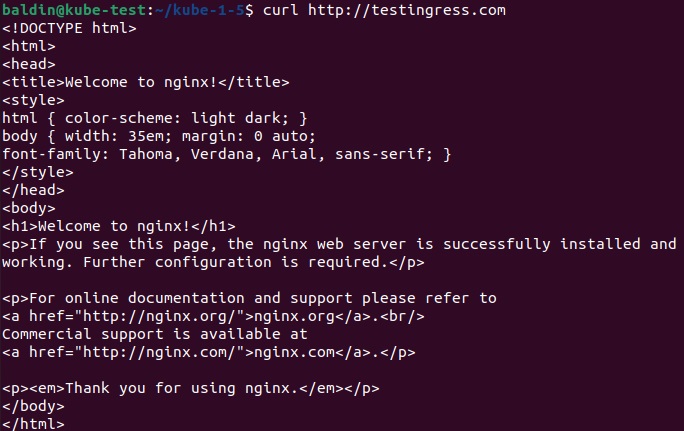 baldin@kube-test:~/kube-1-5$ curl http://testingress.com
<!DOCTYPE html>
<html>
<head>
<title>Welcome to nginx!</title>
<style>
html { color-scheme: light dark; }
body { width: 35em; margin: 0 auto;
font-family: Tahoma, Verdana, Arial, sans-serif; }
</style>
</head>
<body>
<h1>Welcome to nginx!</h1>
<p>If you see this page, the nginx web server is successfully installed and
working. Further configuration is required.</p>

<p>For online documentation and support please refer to
<a href="http://nginx.org/">nginx.org</a>.<br/>
Commercial support is available at
<a href="http://nginx.com/">nginx.com</a>.</p>

<p><em>Thank you for using nginx.</em></p>
</body>
</html>